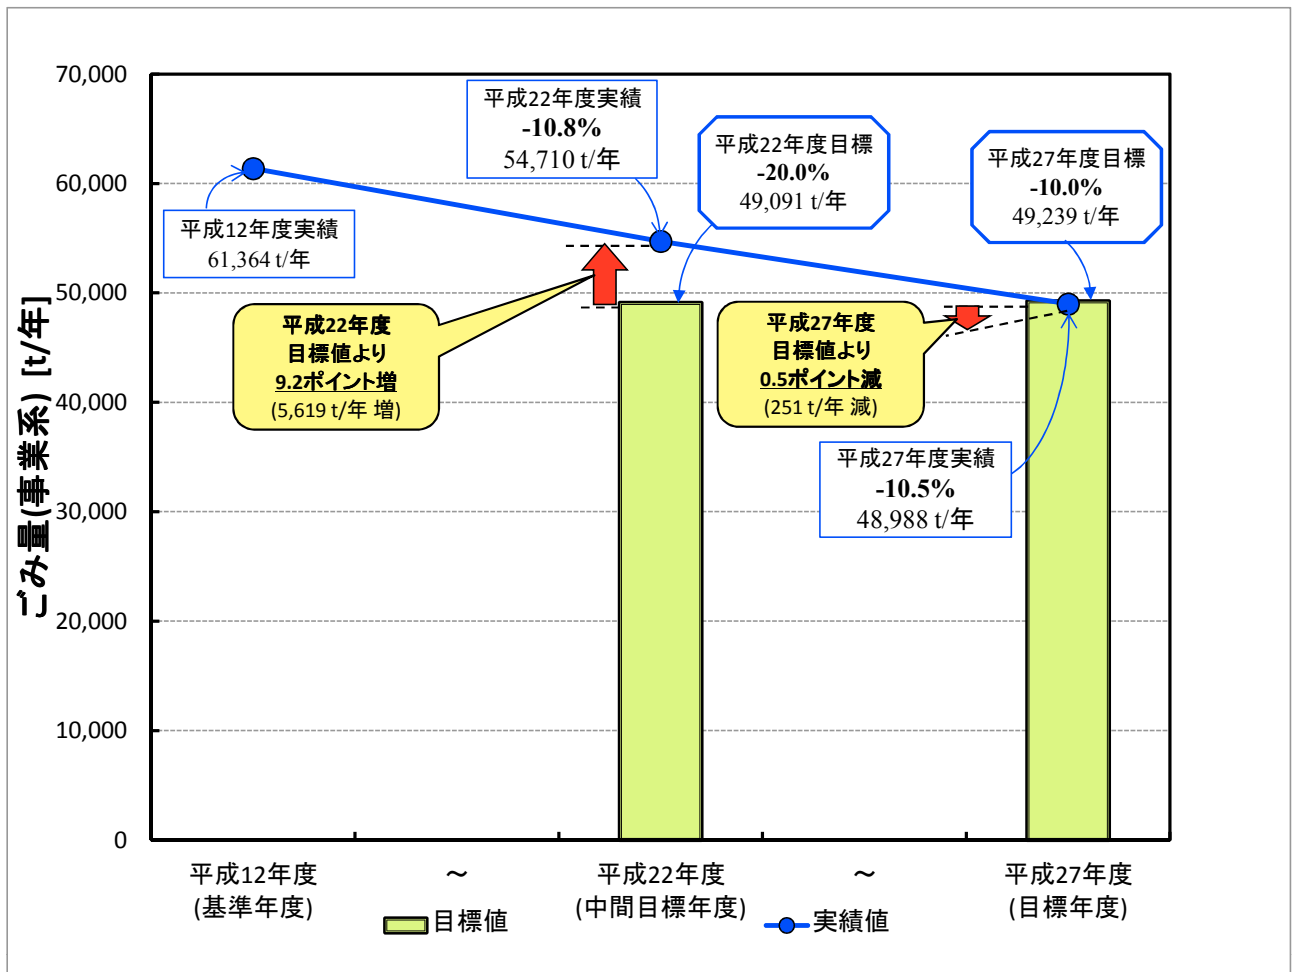 ごみ量(事業系) [t/年]
70,000
60,000
50,000
40,000
30,000
20,000
10,000
0
平成12年度実績
61,364 t/年
平成22年度実績
-10.8%
54,710 t/年
平成22年度目標
-20.0%
49,091 t/年
平成27年度目標
-10.0%
49,239 t/年
平成22年度
目標値より
9.2ポイント増
(5,619 t/年 増)
平成27年度
目標値より
0.5ポイント減
(251 t/年 減)
平成27年度実績
-10.5%
48,988 t/年
平成12年度
(基準年度)
～
平成22年度
(中間目標年度)
～
平成27年度
(目標年度)
目標値
実績値